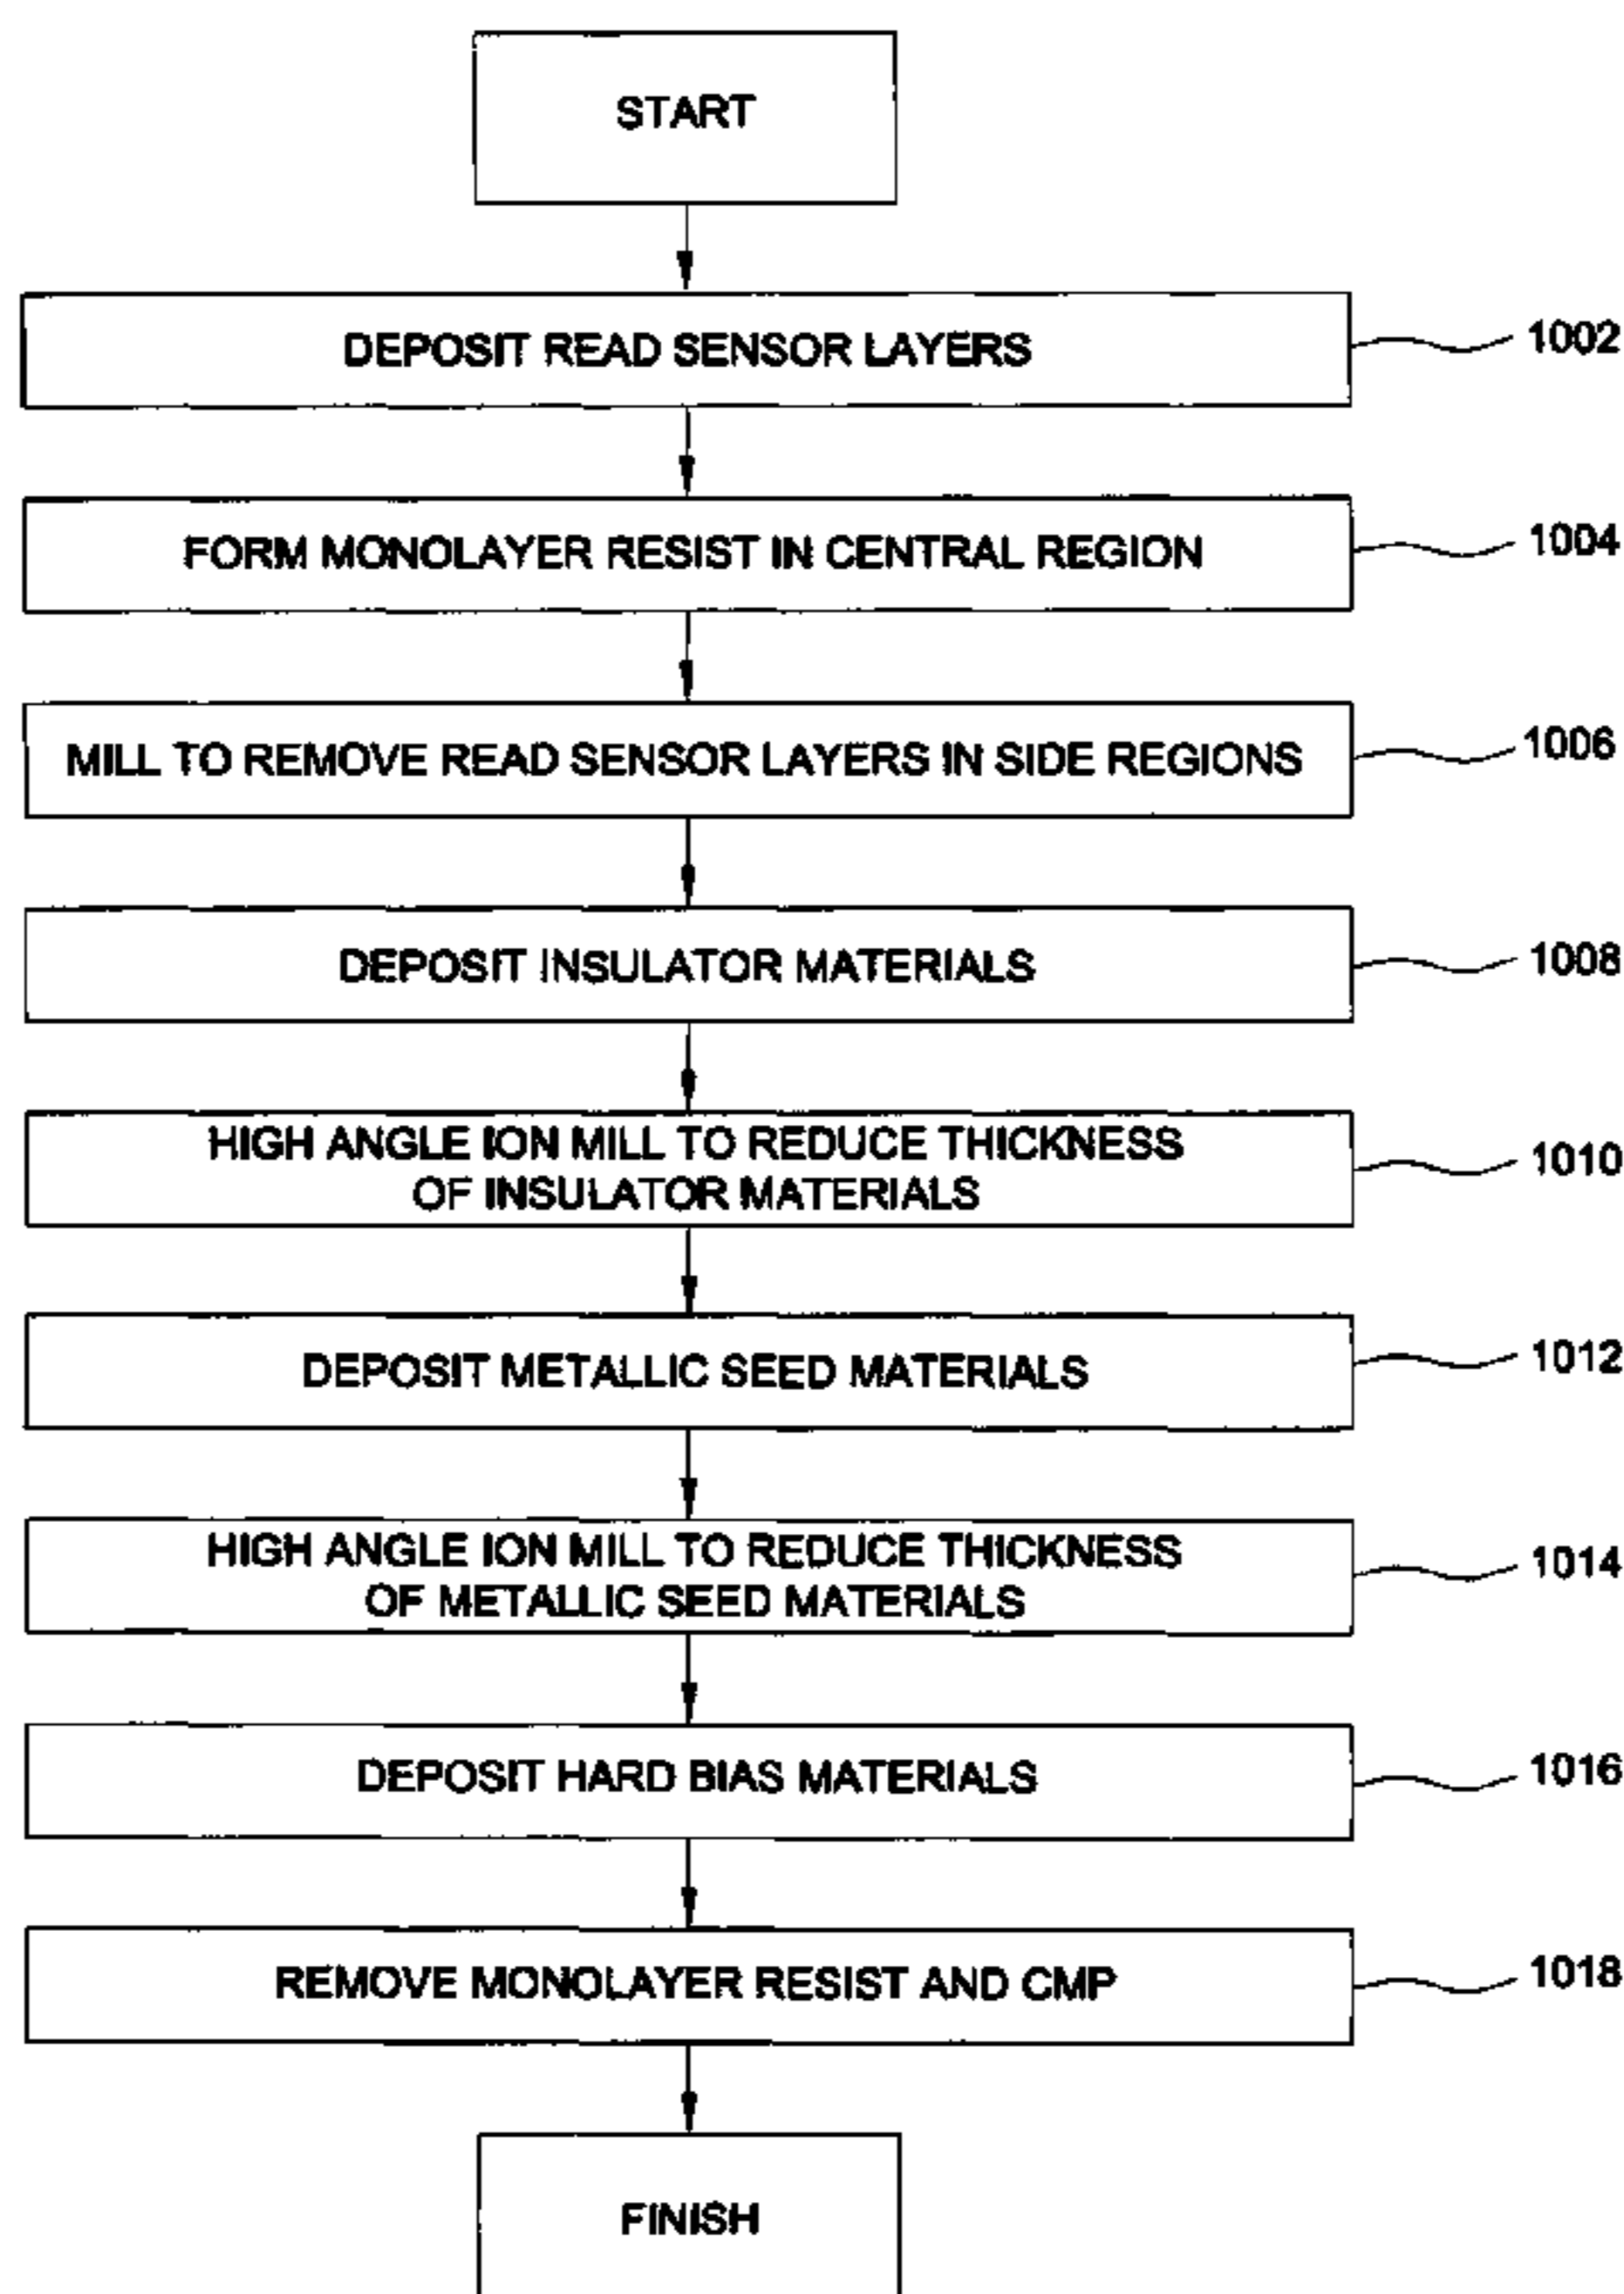 START
DEPOSIT READ SENSOR LAYERS
1002
FORM MONOLAYER RESIST IN CENTRAL REGION
1004
MILL TO REMOVE READ SENSOR LAYERS IN SIDE REGIONS
1006
DEPOSIT INSULATOR MATERIALS
1008
HIGH ANGLE ION MILL TO REDUCE THICKNESS
OF INSULATOR MATERIALS
1010
DEPOSIT METALLIC SEED MATERIALS
1012
HIGH ANGLE ION MILL TO REDUCE THICKNESS
OF METALLIC SEED MATERIALS
1014
DEPOSIT HARD BIAS MATERIALS
1016
REMOVE MONOLAYER RESIST AND CMP
1018
FINISH